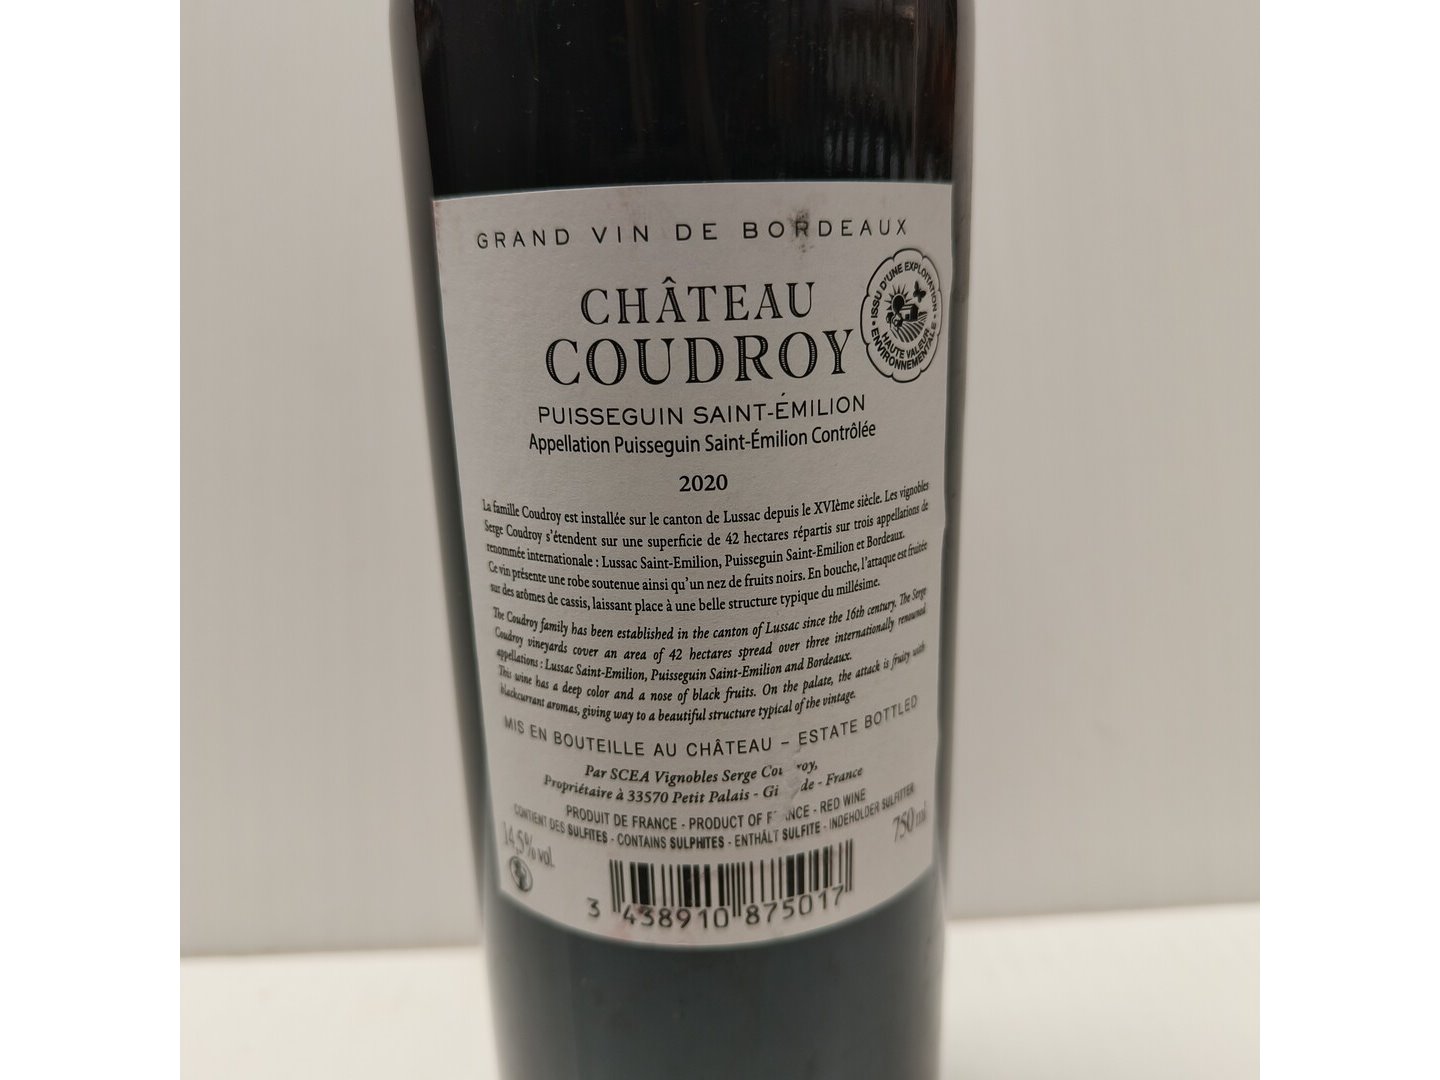 GRAND VIN DE BORDEAUX
CHÂTEAU
COUDROY
ISSU D'UNE EXPLOITATION
HAUTE VALEUR
ENVIRONNEMENTALE
PUISSEGUIN SAINT-ÉMILION
Appellation Puisseguin Saint-Émilion Contrôlée
2020
La famille Coudroy est installée sur le canton de Lussac depuis le XVIème siècle. Les vignobles
Serge Coudroy s'étendent sur une superficie de 42 hectares répartis sur trois appellations de
renommée internationale : Lussac Saint-Emilion, Puisseguin Saint-Emilion et Bordeaux.
Ce vin présente une robe soutenue ainsi qu'un nez de fruits noirs. En bouche, l'attaque est fruitée
sur des arômes de cassis, laissant place à une belle structure typique du millésime.
The Coudroy family has been established in the canton of Lussac since the 16th century. The Serge
Coudroy vineyards cover an area of 42 hectares spread over three internationally renowned
appellations : Lussac Saint-Emilion, Puisseguin Saint-Emilion and Bordeaux.
This wine has a deep color and a nose of black fruits. On the palate, the attack is fruity with
blackcurrant aromas, giving way to a beautiful structure typical of the vintage.
MIS EN BOUTEILLE AU CHÂTEAU – ESTATE BOTTLED
Par SCEA Vignobles Serge
Propriétaire à 33570 Petit Palais - - France
PRODUIT DE FRANCE - PRODUCT OF - RED WINE
CONTIENT DES SULFITES - CONTAINS SULPHITES - ENTHÄLT SULFITE - INDEHOLDER SULFITTER
14,5% vol.
750 ml
3 438910 875017